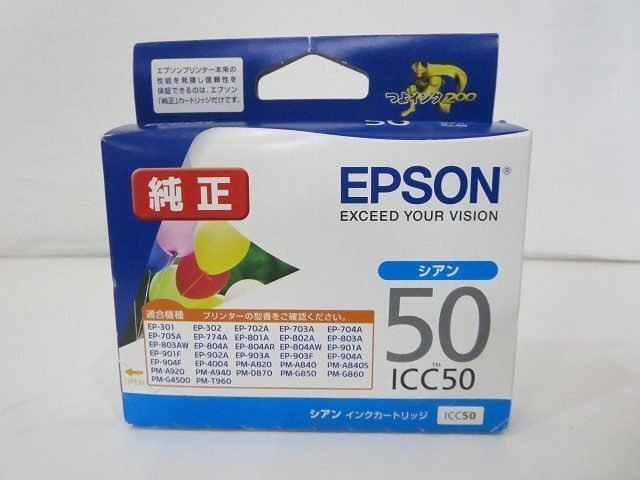 エプソンプリンター本来の
性能を発揮し信頼性を
保証できるのは、エプソン
「純正」カートリッジだけです。
つよインク200
50 シアン
純正
EPSON®
EXCEED YOUR VISION
シアン
50
ICC50™
適合機種 プリンターの型番をご確認ください。
EP-301 EP-302 EP-702A EP-703A EP-704A
EP-705A EP-774A EP-801A EP-802A EP-803A
EP-803AW EP-804A EP-804AR EP-804AW EP-901A
EP-901F EP-902A EP-903A EP-903F EP-904A
EP-904F EP-4004 PM-A820 PM-A840 PM-A840S
PM-A920 PM-A940 PM-D870 PM-G850 PM-G860
PM-G4500 PM-T960
OPEN
シアン インクカートリッジ ICC50